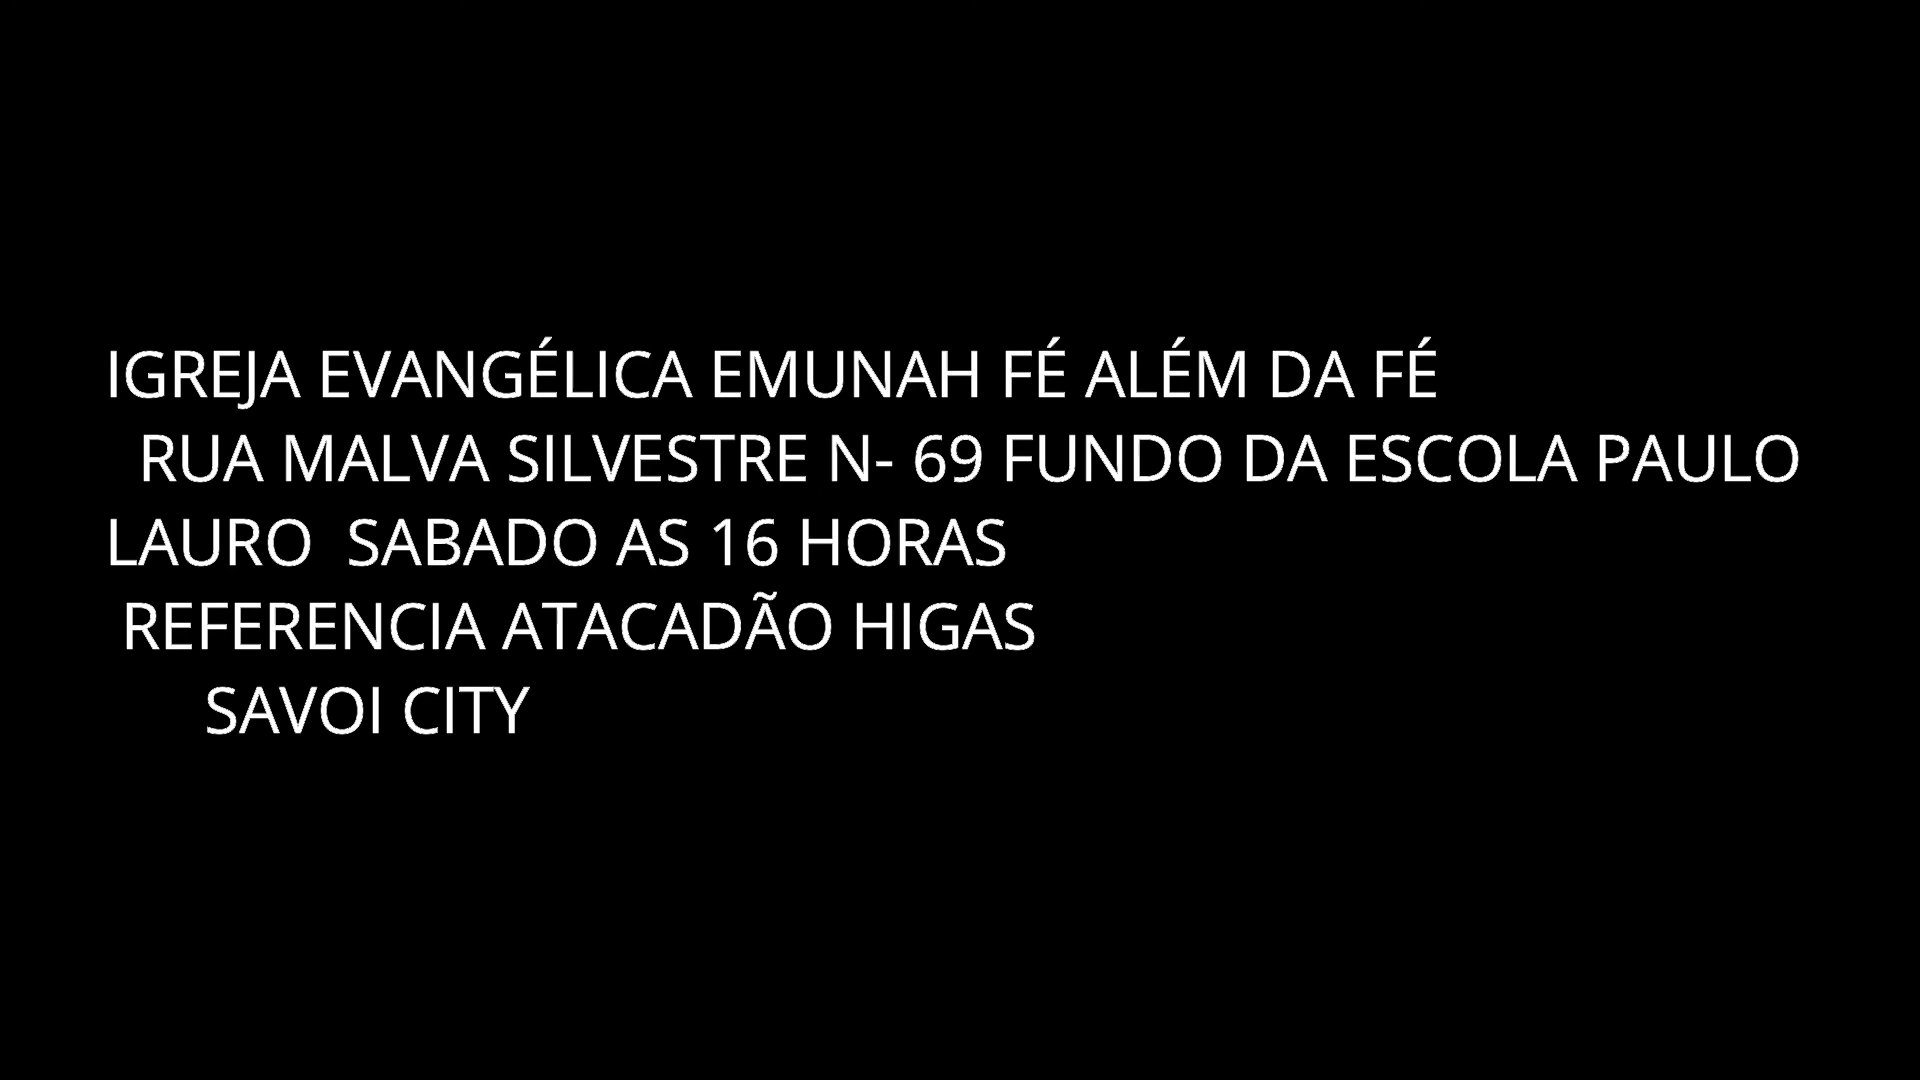 IGREJA EVANGÉLICA EMUNAH FÉ ALÉM DA FÉ
RUA MALVA SILVESTRE N- 69 FUNDO DA ESCOLA PAULO
LAURO  SABADO AS 16 HORAS
REFERENCIA ATACADÃO HIGAS
SAVOI CITY